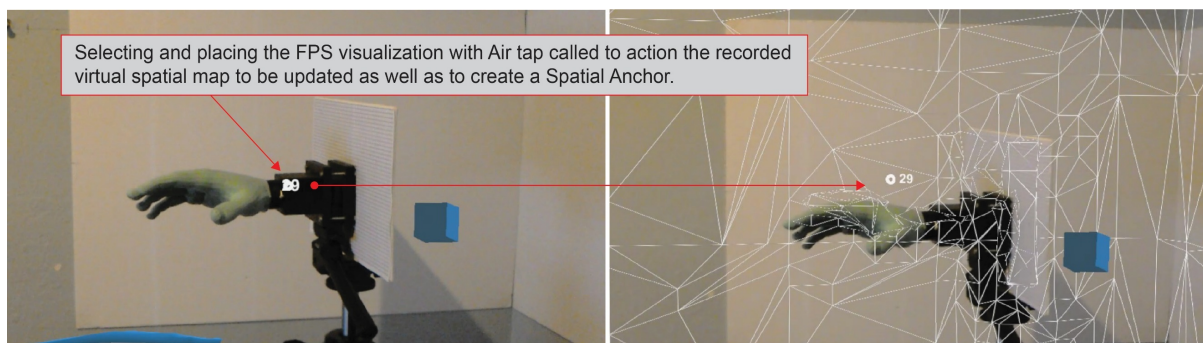 Selecting and placing the FPS visualization with Air tap called to action the recorded
virtual spatial map to be updated as well as to create a Spatial Anchor.
29